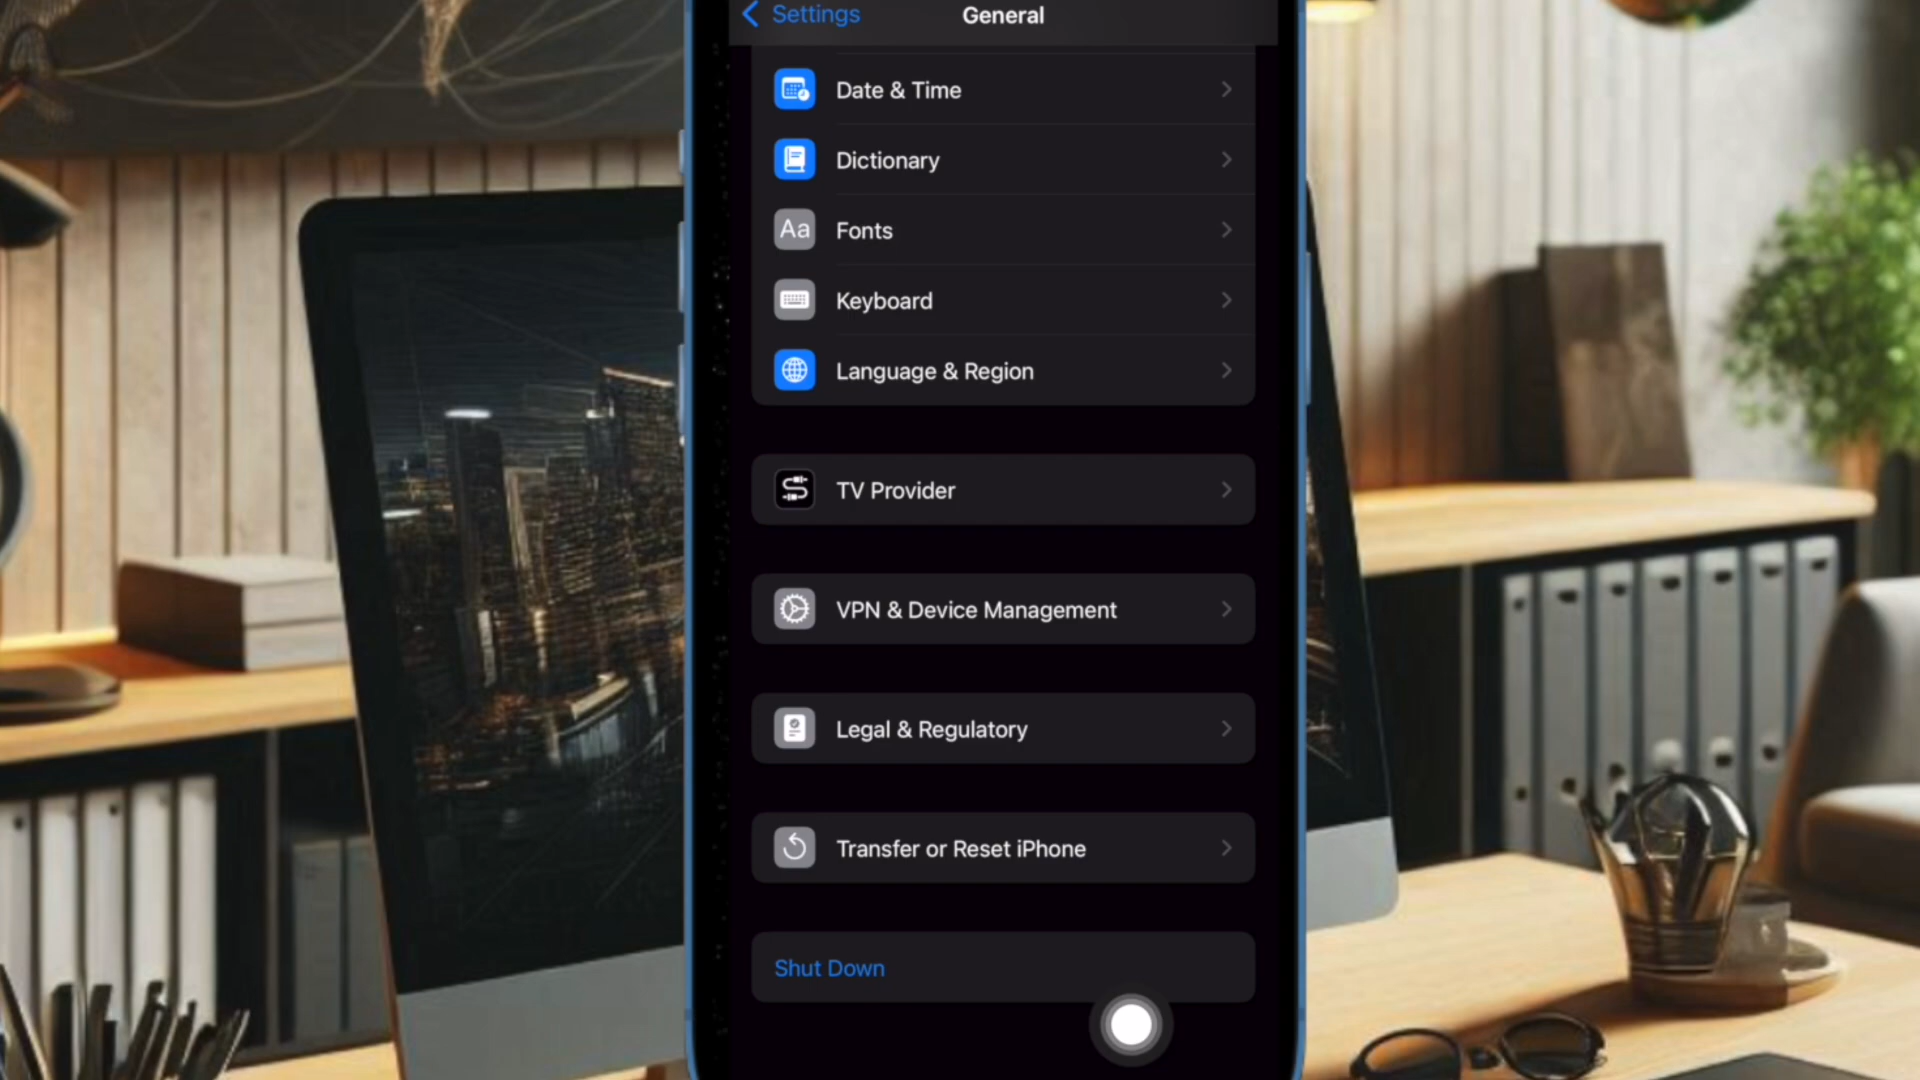 Settings
General
Date & Time
Dictionary
Aa
Fonts
Keyboard
Language & Region
TV Provider
VPN & Device Management
Legal & Regulatory
Transfer or Reset iPhone
Shut Down